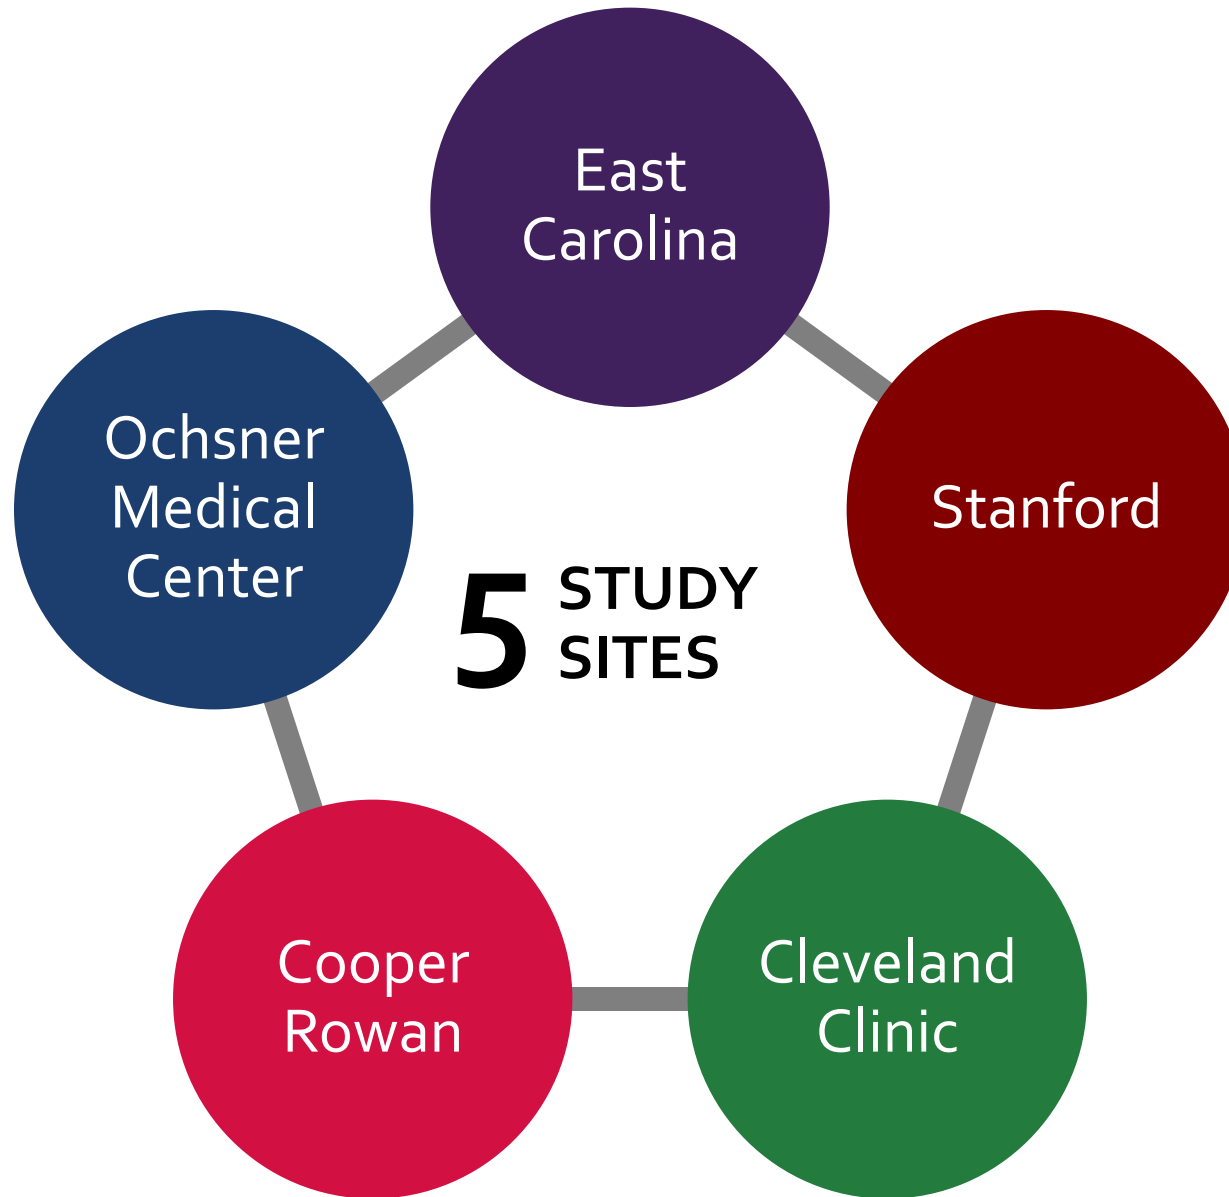 East
Carolina
Ochsner
Medical
Center
Stanford
5 STUDY
SITES
Cooper
Rowan
Cleveland
Clinic